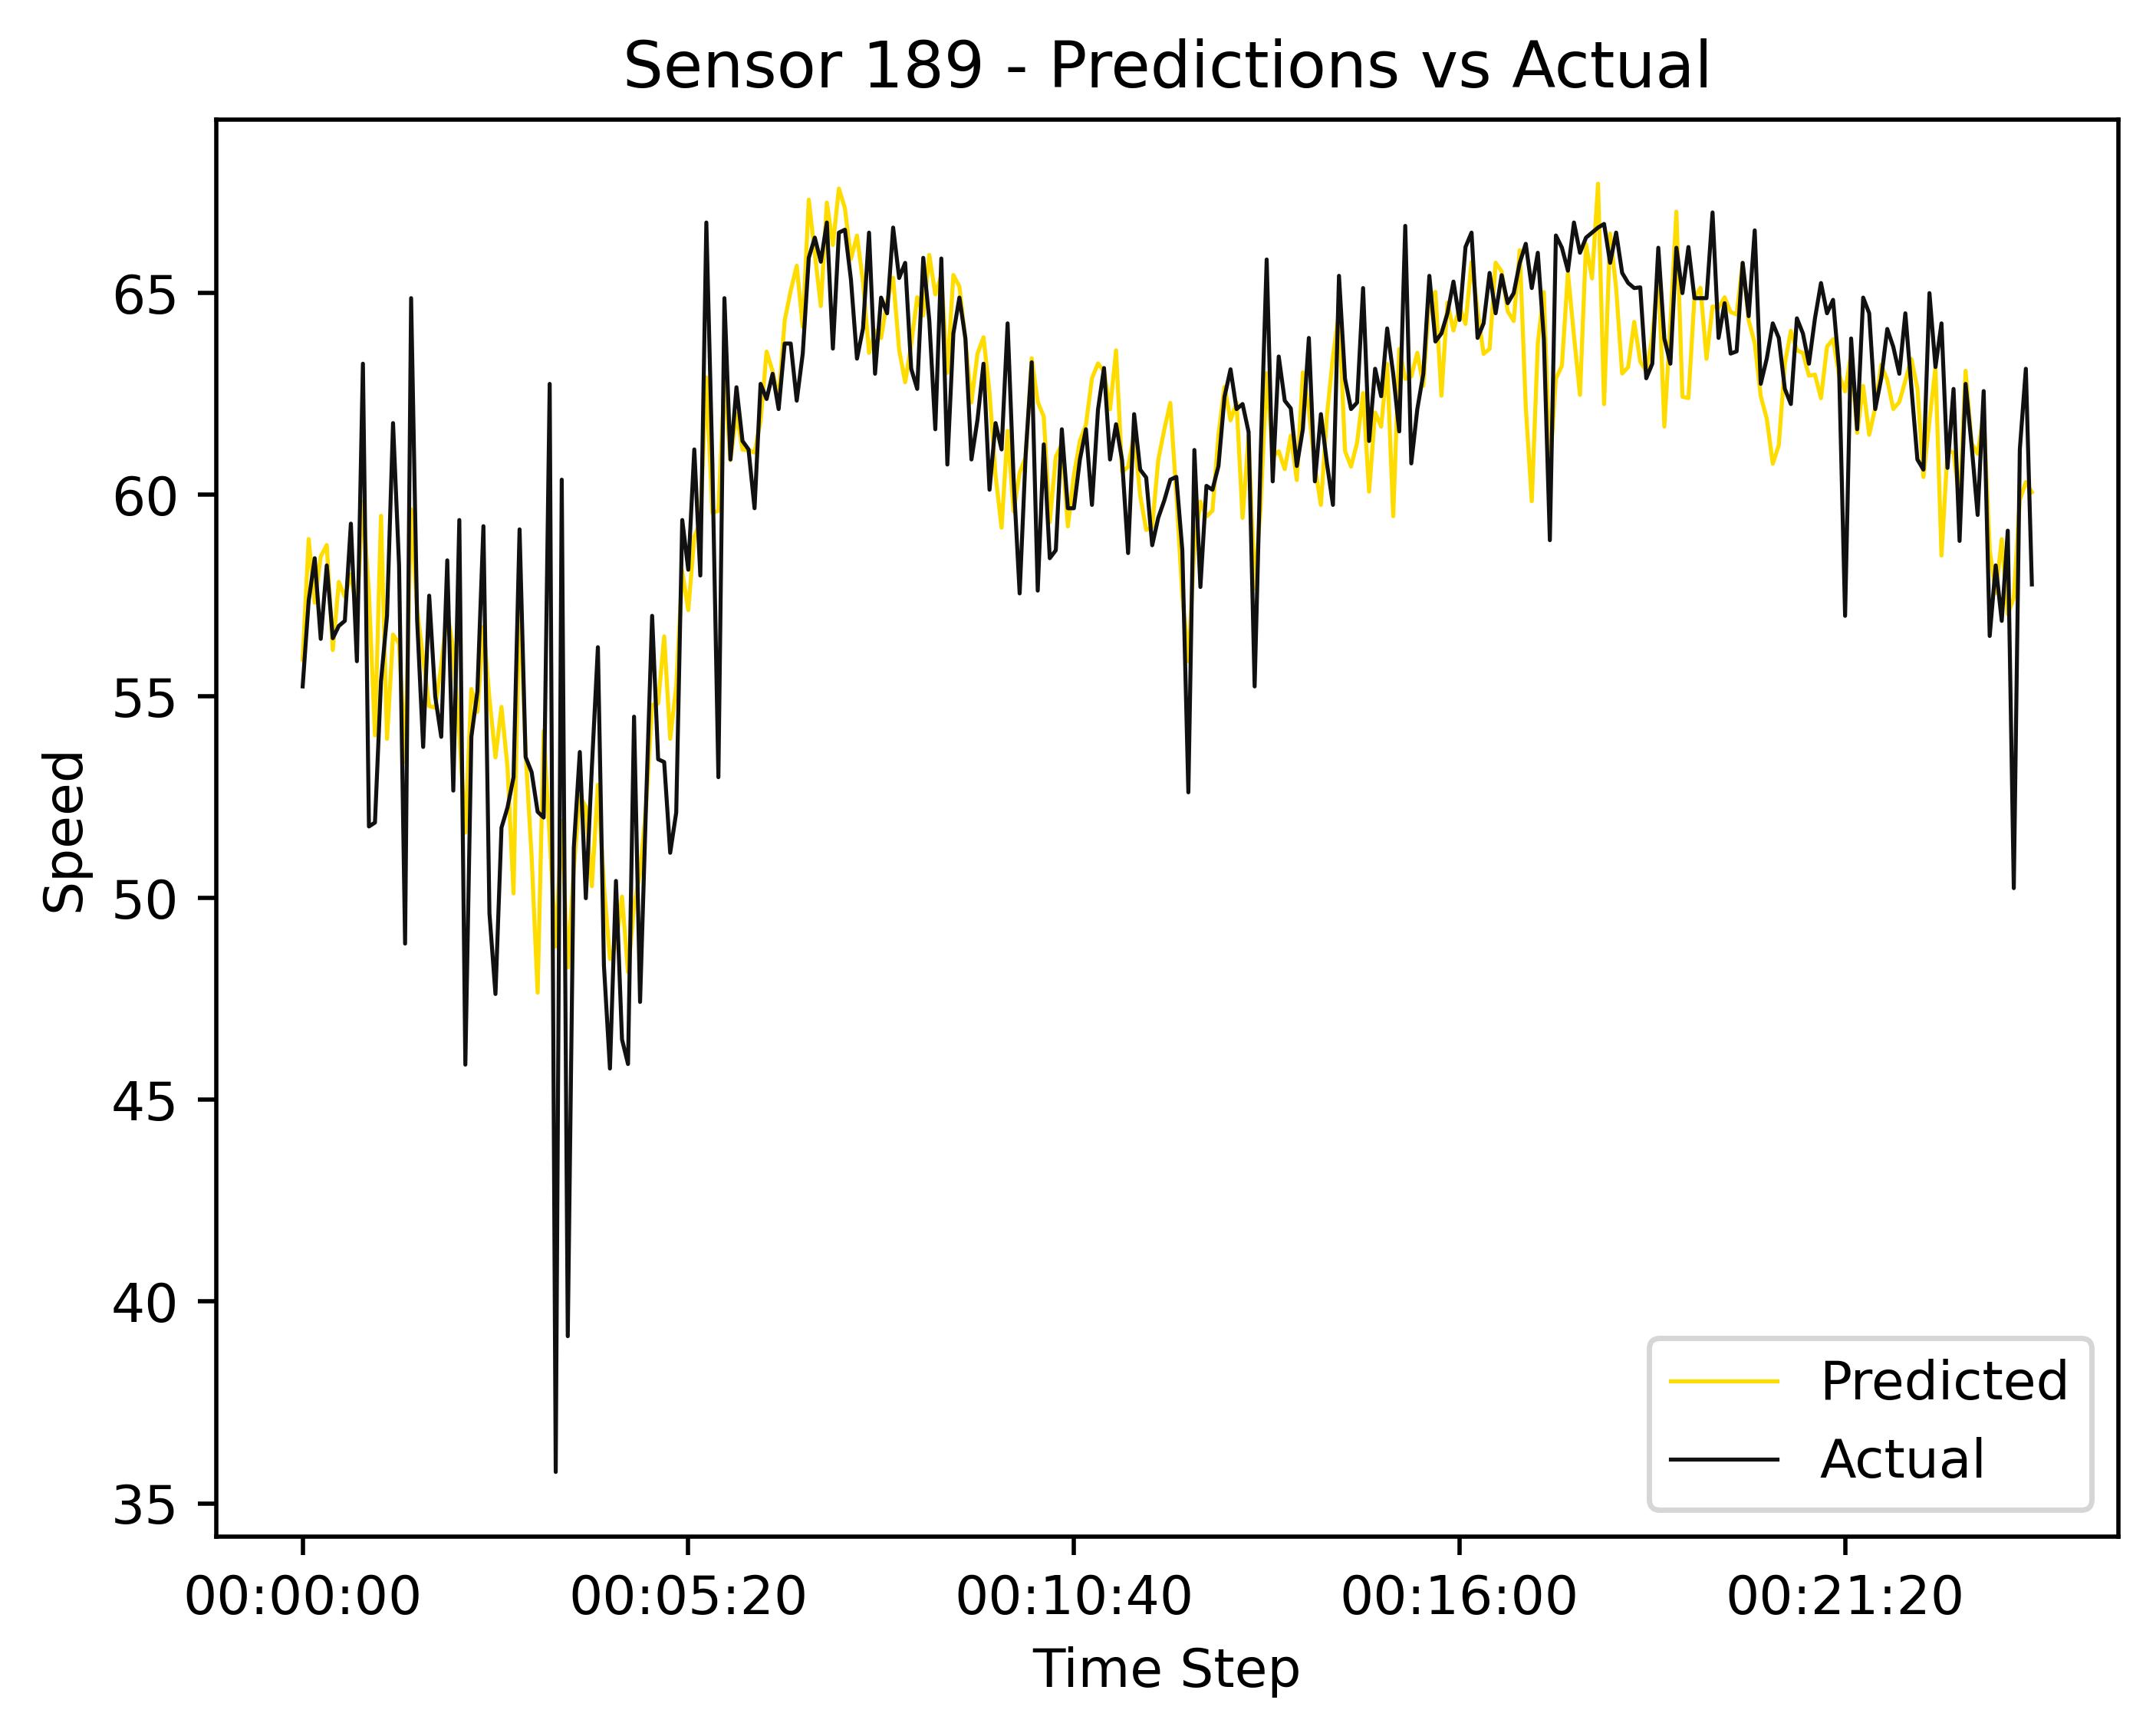 Sensor 189 - Predictions vs Actual
65
60
55
50
45
40
35
Speed
00:00:00
00:05:20
00:10:40
00:16:00
00:21:20
Time Step
Predicted
Actual